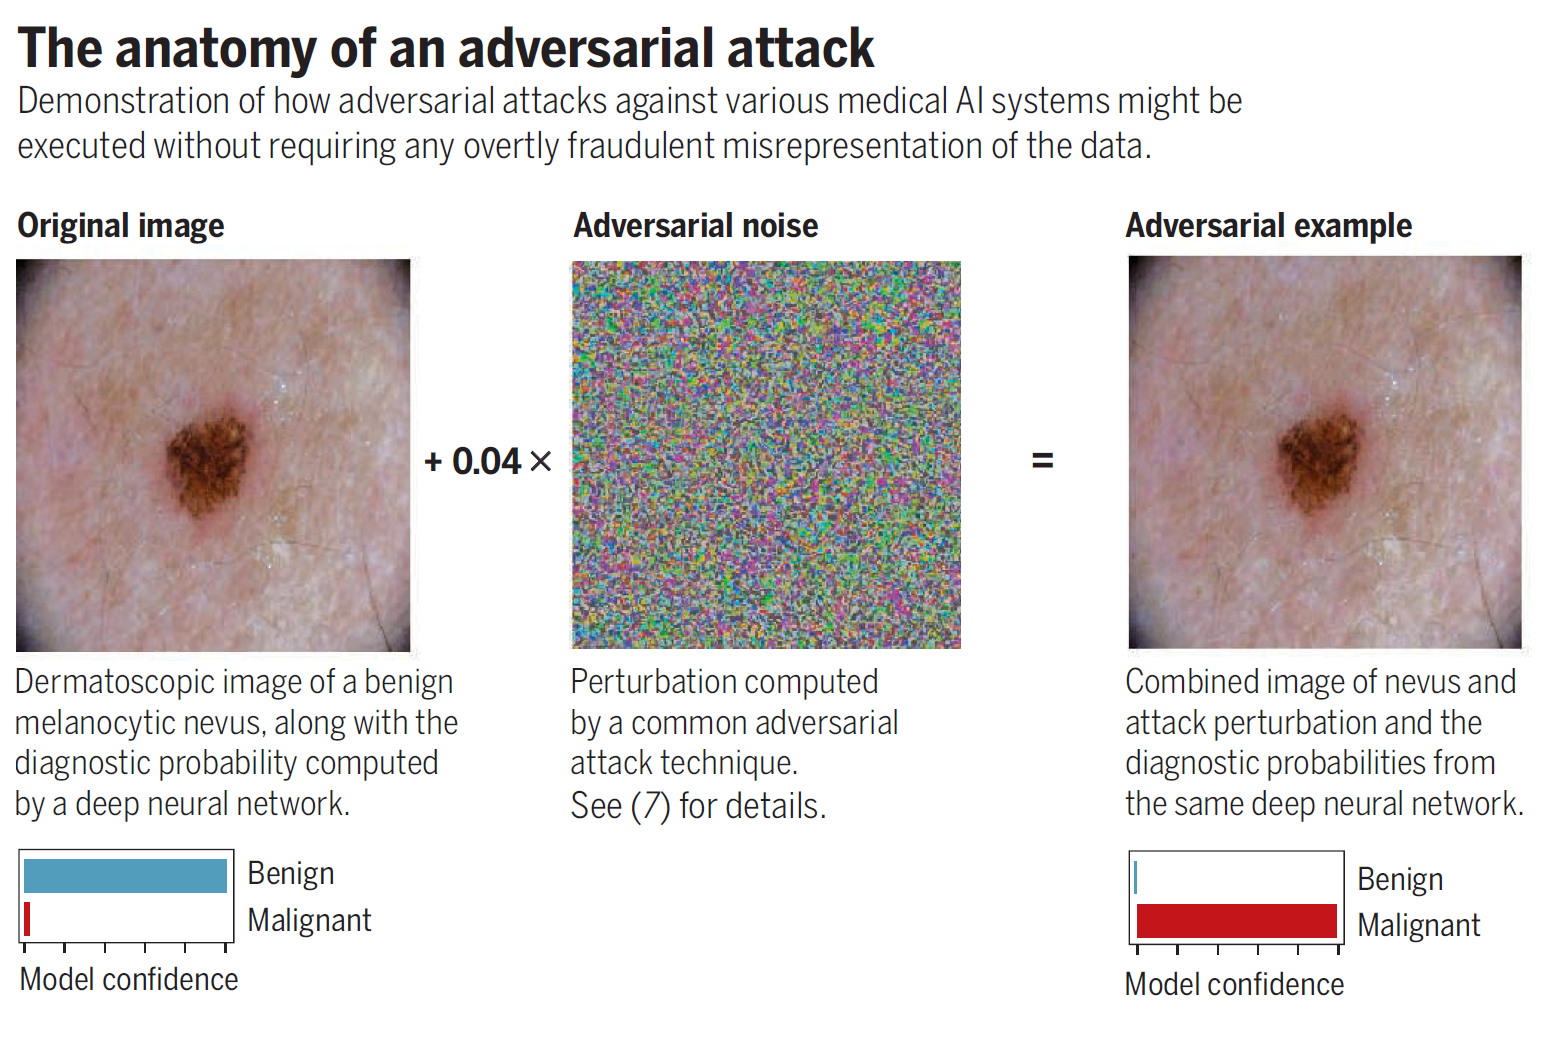 The anatomy of an adversarial attack
Demonstration of how adversarial attacks against various medical AI systems might be
executed without requiring any overtly fraudulent misrepresentation of the data.
Original image
Dermatoscopic image of a benign
melanocytic nevus, along with the
diagnostic probability computed
by a deep neural network.
Benign
Malignant
Model confidence
+ 0.04 ×
Adversarial noise
Perturbation computed
by a common adversarial
attack technique.
See (7) for details.
=
Adversarial example
Combined image of nevus and
attack perturbation and the
diagnostic probabilities from
the same deep neural network.
Benign
Malignant
Model confidence